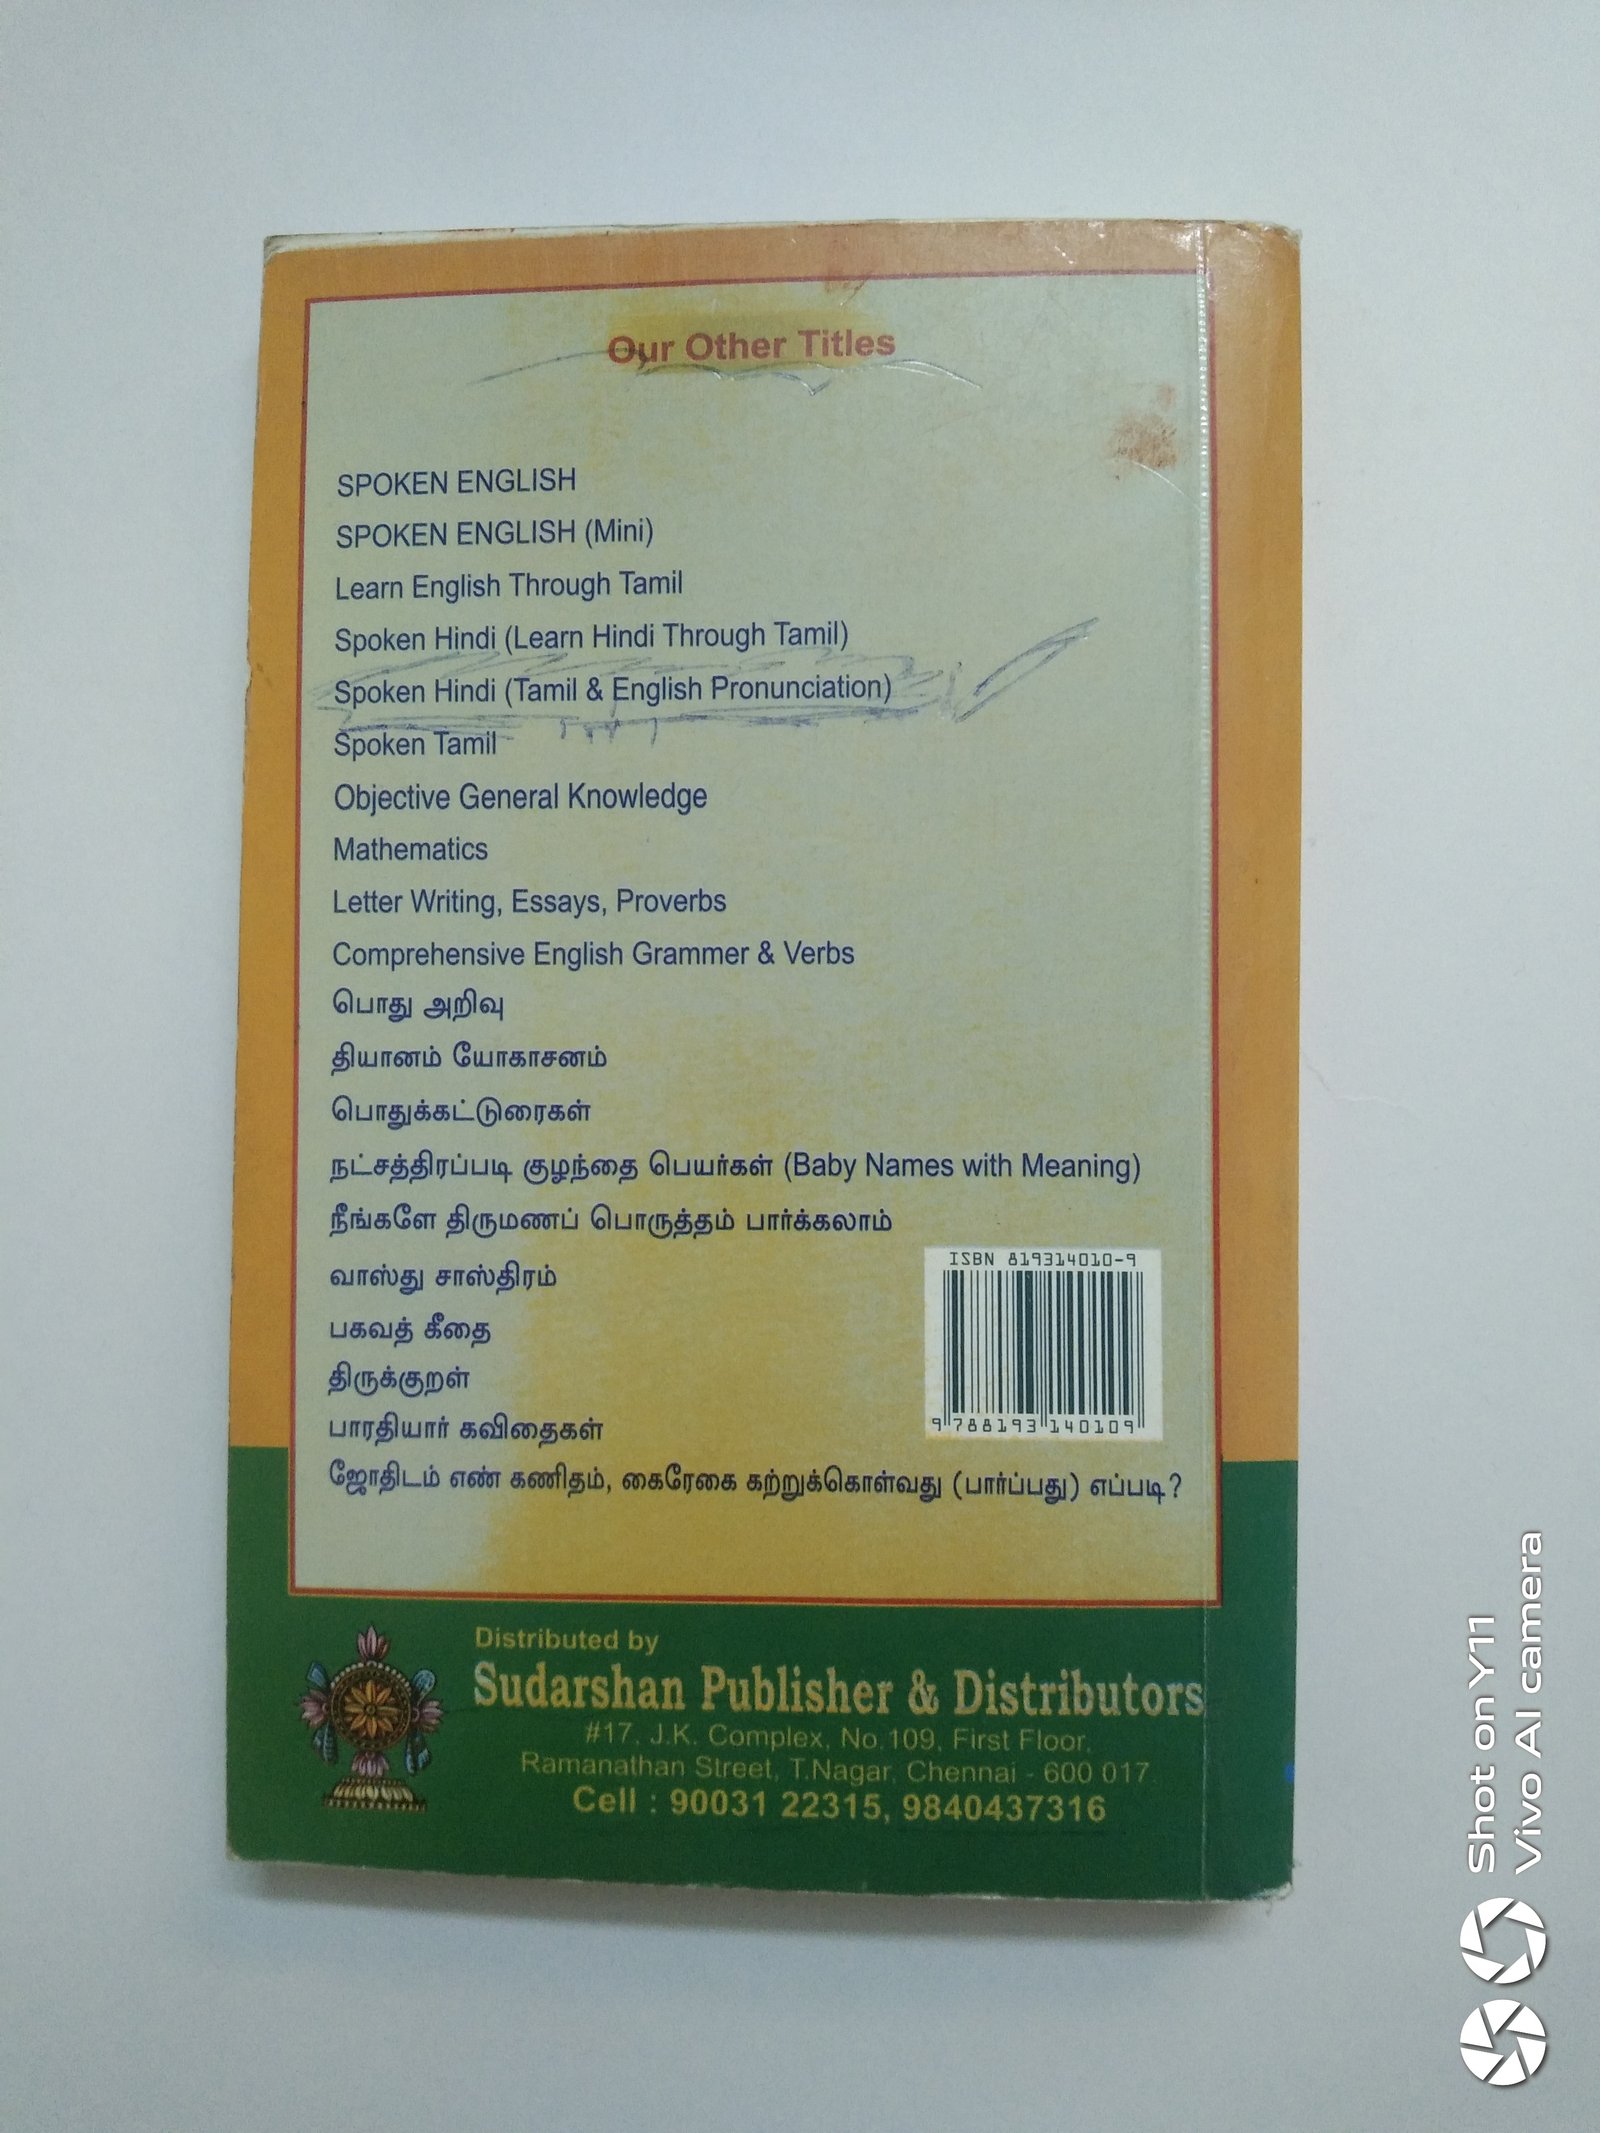 Our Other Titles
SPOKEN ENGLISH
SPOKEN ENGLISH (Mini)
Learn English Through Tamil
Spoken Hindi (Learn Hindi Through Tamil)
Spoken Hindi (Tamil & English Pronunciation)
Spoken Tamil
Objective General Knowledge
Mathematics
Letter Writing, Essays, Proverbs
Comprehensive English Grammer & Verbs
பொது அறிவு
தியானம் யோகாசனம்
பொதுக்கட்டுரைகள்
நட்சத்திரப்படி குழந்தை பெயர்கள் (Baby Names with Meaning)
நீங்களே திருமணப் பொருத்தம் பார்க்கலாம்
வாஸ்து சாஸ்திரம்
பகவத் கீதை
திருக்குறள்
பாரதியார் கவிதைகள்
ஜோதிடம் எண் கணிதம், கைரேகை கற்றுக்கொள்வது (பார்ப்பது) எப்படி?
ISBN 819314010-9
9 788193 140109
Distributed by
Sudarshan Publisher & Distributors
#17, J.K. Complex, No.109, First Floor,
Ramanathan Street, T.Nagar, Chennai - 600 017.
Cell : 90031 22315, 9840437316
Shot on Y11
Vivo AI camera